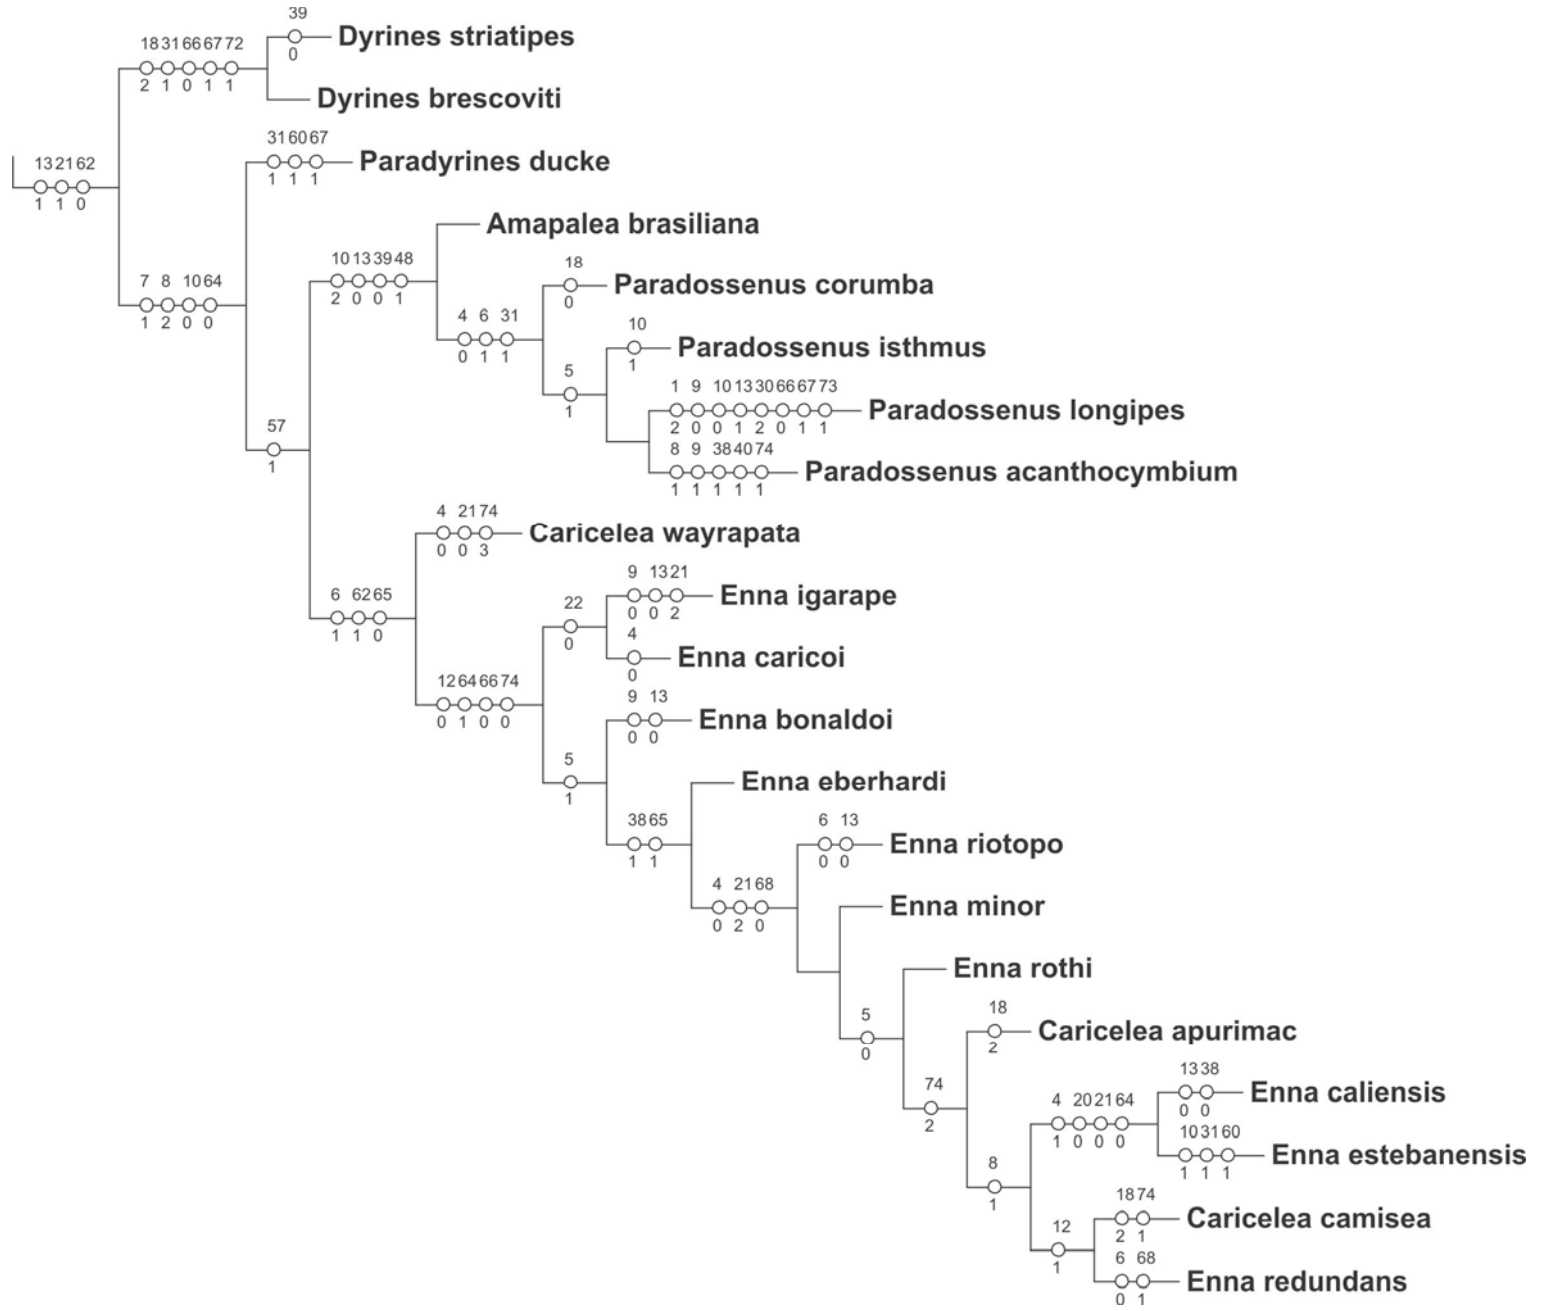 39
0
Dyrines striatipes
18 31 66 67 72
2 1 0 1 1
Dyrines brescoviti
31 60 67
1 1 1
Paradyrines ducke
13 21 62
1 1 0
Amapalea brasiliana
10 13 39 48
2 0 0 1
18
0
Paradossenus corumba
7 8 10 64
1 2 0 0
4 6 31
0 1 1
10
1
Paradossenus isthmus
5
1
1 9 10 13 30 66 67 73
2 0 0 1 2 0 1 1
Paradossenus longipes
57
1
8 9 38 40 74
1 1 1 1 1
Paradossenus acanthocymbium
4 21 74
0 0 3
Caricelea wayrapata
9 13 21
0 0 2
Enna igarape
6 62 65
1 1 0
22
0
4
0
Enna caricoi
12 64 66 74
0 1 0 0
9 13
0 0
Enna bonaldoi
5
1
Enna eberhardi
38 65
1 1
6 13
0 0
Enna riotopo
4 21 68
0 2 0
Enna minor
Enna rothi
5
0
18
2
Caricelea apurimac
74
2
13 38
0 0
Enna caliensis
4 20 21 64
1 0 0 0
10 31 60
1 1 1
Enna estebanensis
8
1
18 74
2 1
Caricelea camisea
12
1
6 68
0 1
Enna redundans